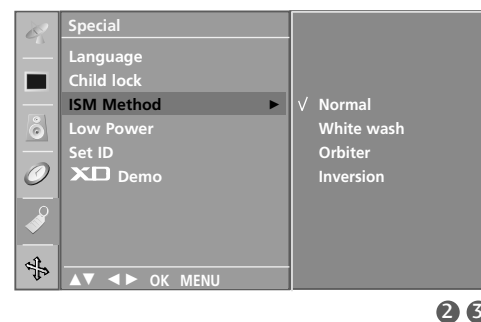 Special
Language
Child lock
ISM Method ► √ Normal
Low Power White wash
Set ID Orbiter
XD Demo Inversion
▲▼ ◄► OK MENU
2 3